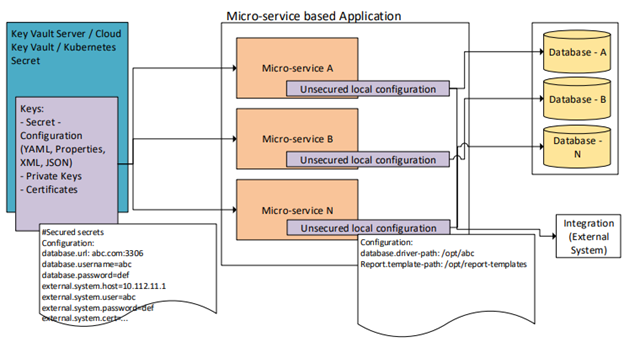 Micro-service based Application
Key Vault Server / Cloud
Key Vault / Kubernetes
Secret
Keys:
- Secret -
Configuration
(YAML, Properties,
XML, JSON)
- Private Keys
- Certificates
#Secured secrets
Configuration:
database.url: abc.com:3306
database.username=abc
database.password=def
external.system.host=10.112.11.1
external.system.user=abc
external.system.password=def
external.system.cert=...
Micro-service A
Unsecured local configuration
Micro-service B
Unsecured local configuration
Micro-service N
Unsecured local configuration
Configuration:
database.driver-path: /opt/abc
Report.template-path: /opt/report-templates
Database - A
Database - B
Database -
N
Integration
(External
System)